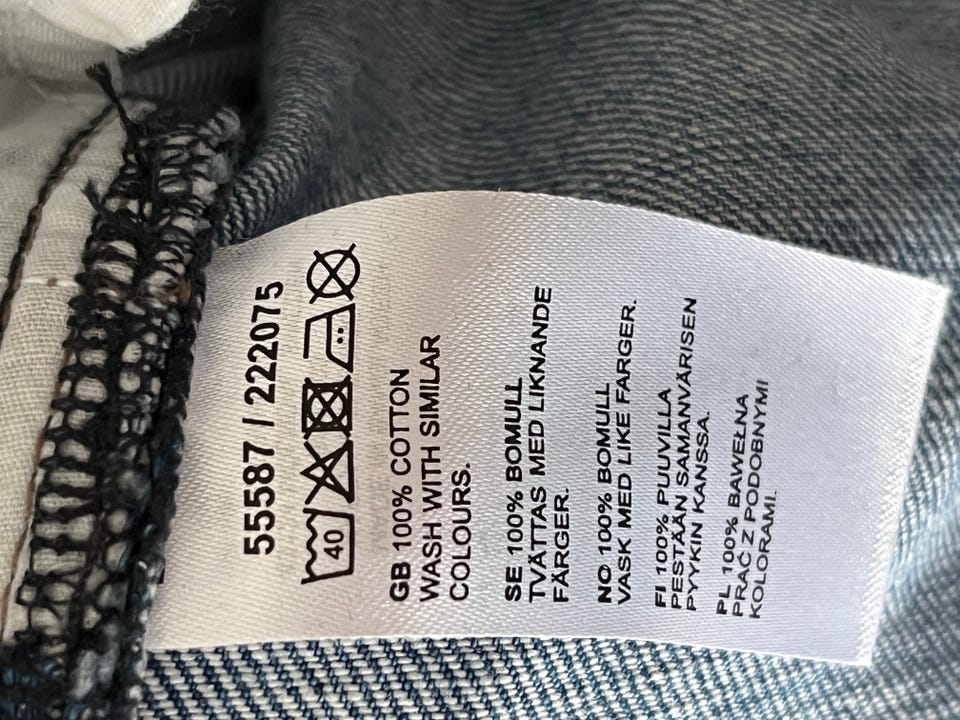 55587 / 222075
40
GB 100% COTTON
WASH WITH SIMILAR
COLOURS.
SE 100% BOMULL
TVÄTTAS MED LIKNANDE
FÄRGER.
NO 100% BOMULL
VASK MED LIKE FARGER.
FI 100% PUUVILLA
PESTÄÄN SAMANVÄRISEN
PYYKIN KANSSA.
PL 100% BAWEŁNA
PRAĆ Z PODOBNYMI
KOLORAMI.